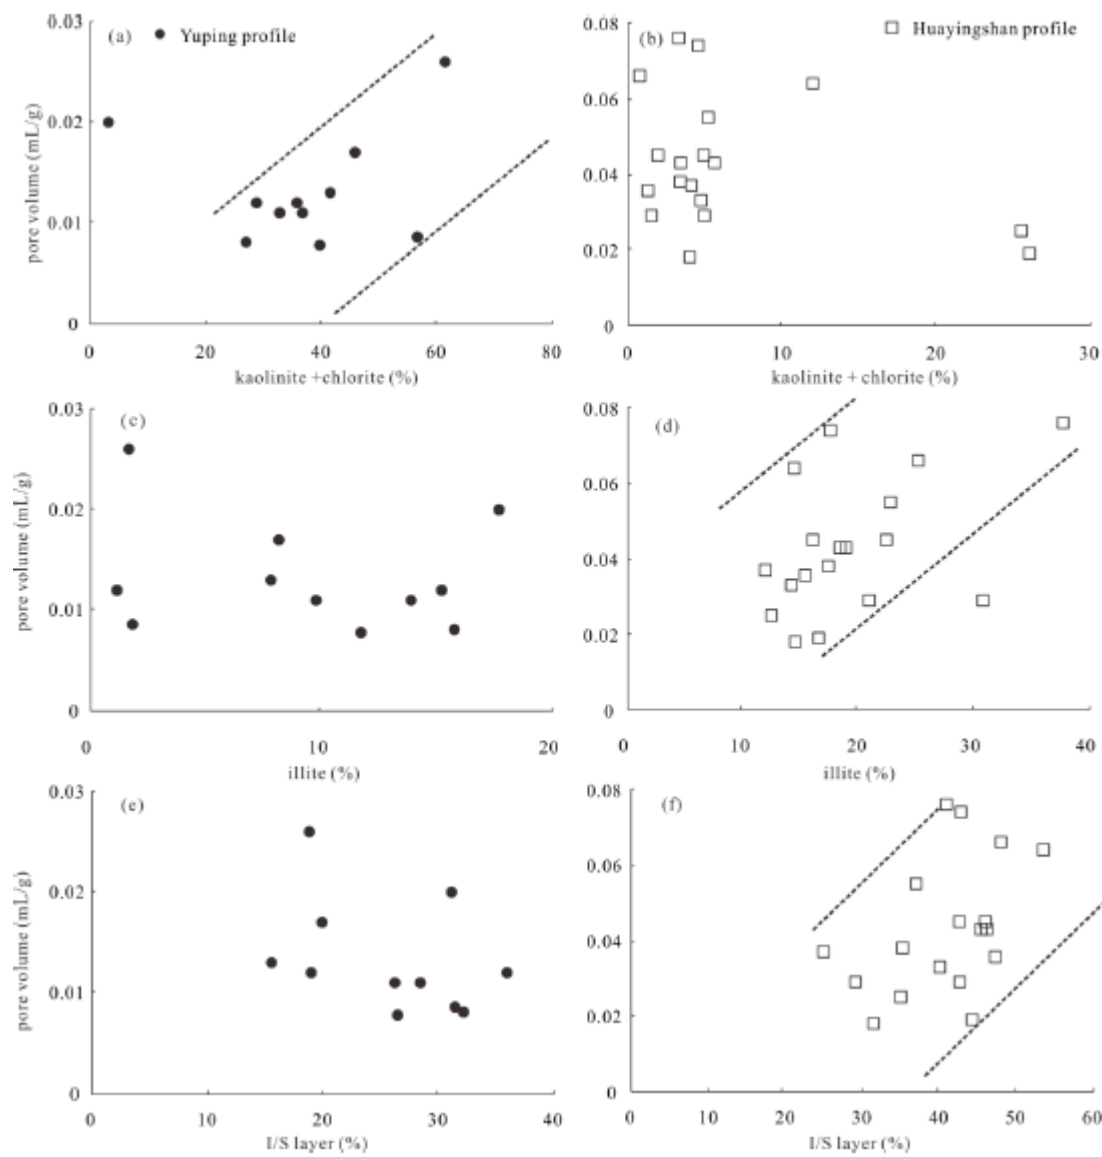 (a) Yuping profile
0.03
0.02
0.01
0
pore volume (mL/g)
0 20 40 60 80
kaolinite +chlorite (%)
(b) Huayingshan profile
0.08
0.06
0.04
0.02
0
0 10 20 30
kaolinite + chlorite (%)
(c)
0.03
0.02
0.01
0
pore volume (mL/g)
0 10 20
illite (%)
(d)
0.08
0.06
0.04
0.02
0
0 10 20 30 40
illite (%)
(e)
0.03
0.02
0.01
0
pore volume (mL/g)
0 10 20 30 40
I/S layer (%)
(f)
0.08
0.06
0.04
0.02
0
0 10 20 30 40 50 60
I/S layer (%)